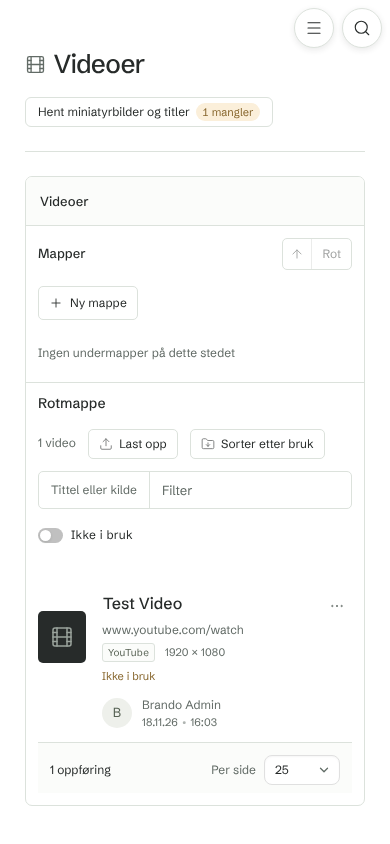 Videoer
Hent miniatyrbilder og titler 1 mangler
Videoer
Mapper
Rot
Ny mappe
Ingen undermapper på dette stedet
Rotmappe
1 video
Last opp
Sorter etter bruk
Tittel eller kilde
Filter
Ikke i bruk
Test Video
www.youtube.com/watch
YouTube 1920 × 1080
Ikke i bruk
B
Brando Admin
18.11.26 • 16:03
1 oppføring
Per side
25